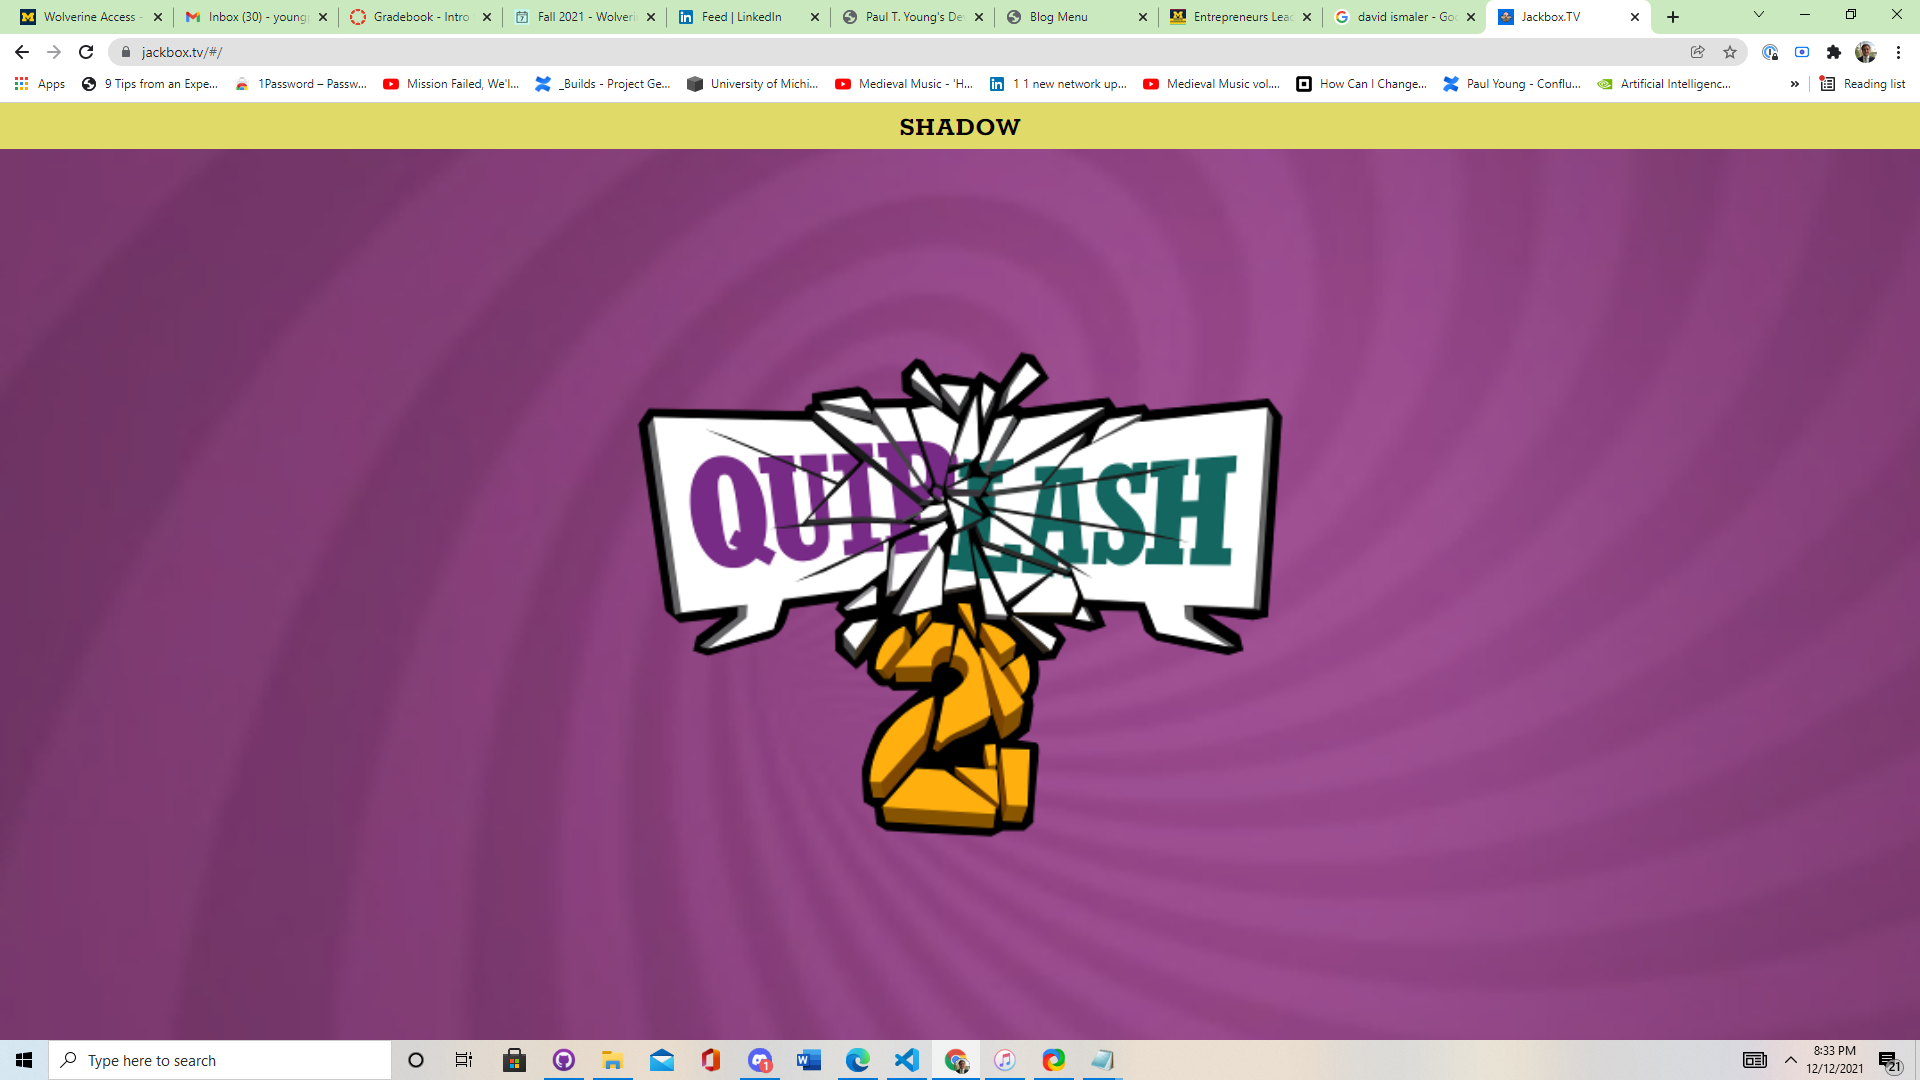 Wolverine Access -
Inbox (30) - young
Gradebook - Intro
Fall 2021 - Wolveri
Feed | LinkedIn
Paul T. Young's De
Blog Menu
Entrepreneurs Lea
david ismaler - Go
Jackbox.TV
jackbox.tv/#/
Apps
9 Tips from an Expe...
1Password – Passw...
Mission Failed, We'l...
_Builds - Project Ge...
University of Michi...
Medieval Music - 'H...
1 1 new network up...
Medieval Music vol....
How Can I Change...
Paul Young - Conflu...
Artificial Intelligenc...
»
Reading list
SHADOW
QUIPLASH
2
Type here to search
1
8:33 PM
12/12/2021
21